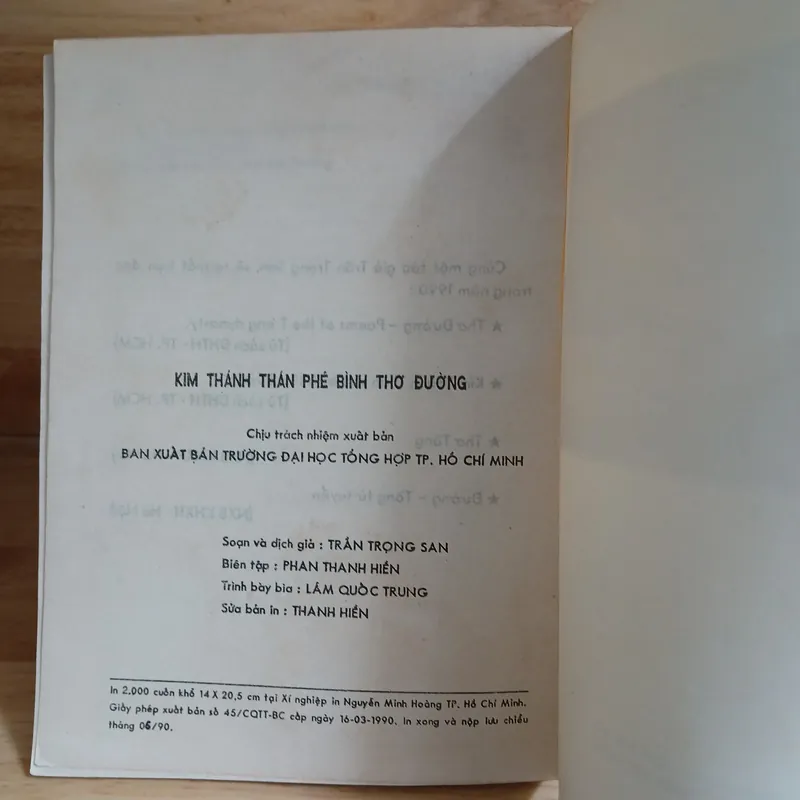 KIM THÁNH THÁN PHÊ BÌNH THƠ ĐƯỜNG
Chịu trách nhiệm xuất bản
BAN XUẤT BẢN TRƯỜNG ĐẠI HỌC TỔNG HỢP TP. HỒ CHÍ MINH
Soạn và dịch giả : TRẦN TRỌNG SAN
Biên tập : PHAN THANH HIỀN
Trình bày bìa : LÂM QUỐC TRUNG
Sửa bản in : THANH HIỀN
In 2.000 cuốn khổ 14 X 20,5 cm tại Xí nghiệp in Nguyễn Minh Hoàng TP. Hồ Chí Minh.
Giấy phép xuất bản số 45/CQTT-BC cấp ngày 16-03-1990. In xong và nộp lưu chiểu
tháng 06/90.